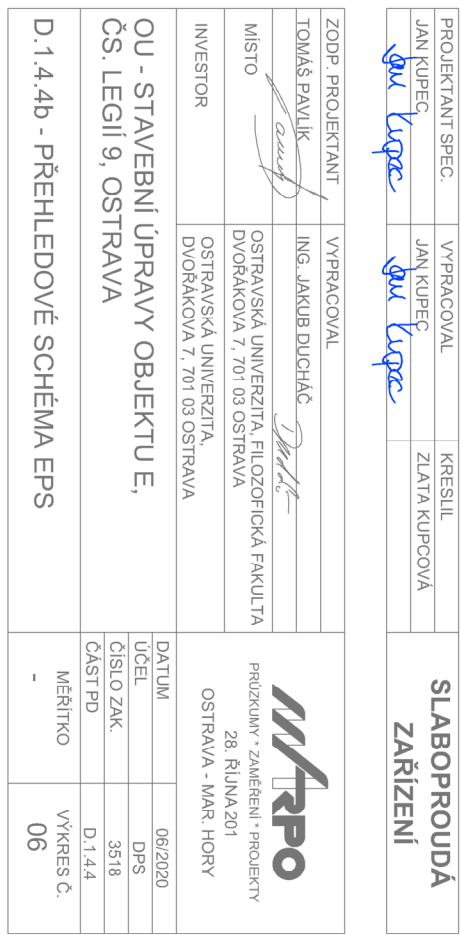 PROJEKTANT SPEC.
JAN KUPEC
VYPRACOVAL
JAN KUPEC
KRESLIL
ZLATA KUPCOVÁ
SLABOPROUDÁ
ZAŘÍZENÍ
Jan Kupec
Jan Kupec
ZODP. PROJEKTANT
TOMÁŠ PAVLÍK
VYPRACOVAL
ING. JAKUB DUCHÁČ
MÍSTO
OSTRAVSKÁ UNIVERZITA, FILOZOFICKÁ FAKULTA
DVOŘÁKOVA 7, 701 03 OSTRAVA
INVESTOR
OSTRAVSKÁ UNIVERZITA,
DVOŘÁKOVA 7, 701 03 OSTRAVA
MARPO
PRŮZKUMY * ZAMĚŘENÍ * PROJEKTY
28. ŘÍJNA 201
OSTRAVA - MAR. HORY
OU - STAVEBNÍ ÚPRAVY OBJEKTU E,
ČS. LEGIÍ 9, OSTRAVA
DATUM 06/2020
ÚČEL DPS
ČÍSLO ZAK. 3518
ČÁST PD D.1.4.4
D.1.4.4b - PŘEHLEDOVÉ SCHÉMA EPS
MĚŘÍTKO
-
VÝKRES Č.
06